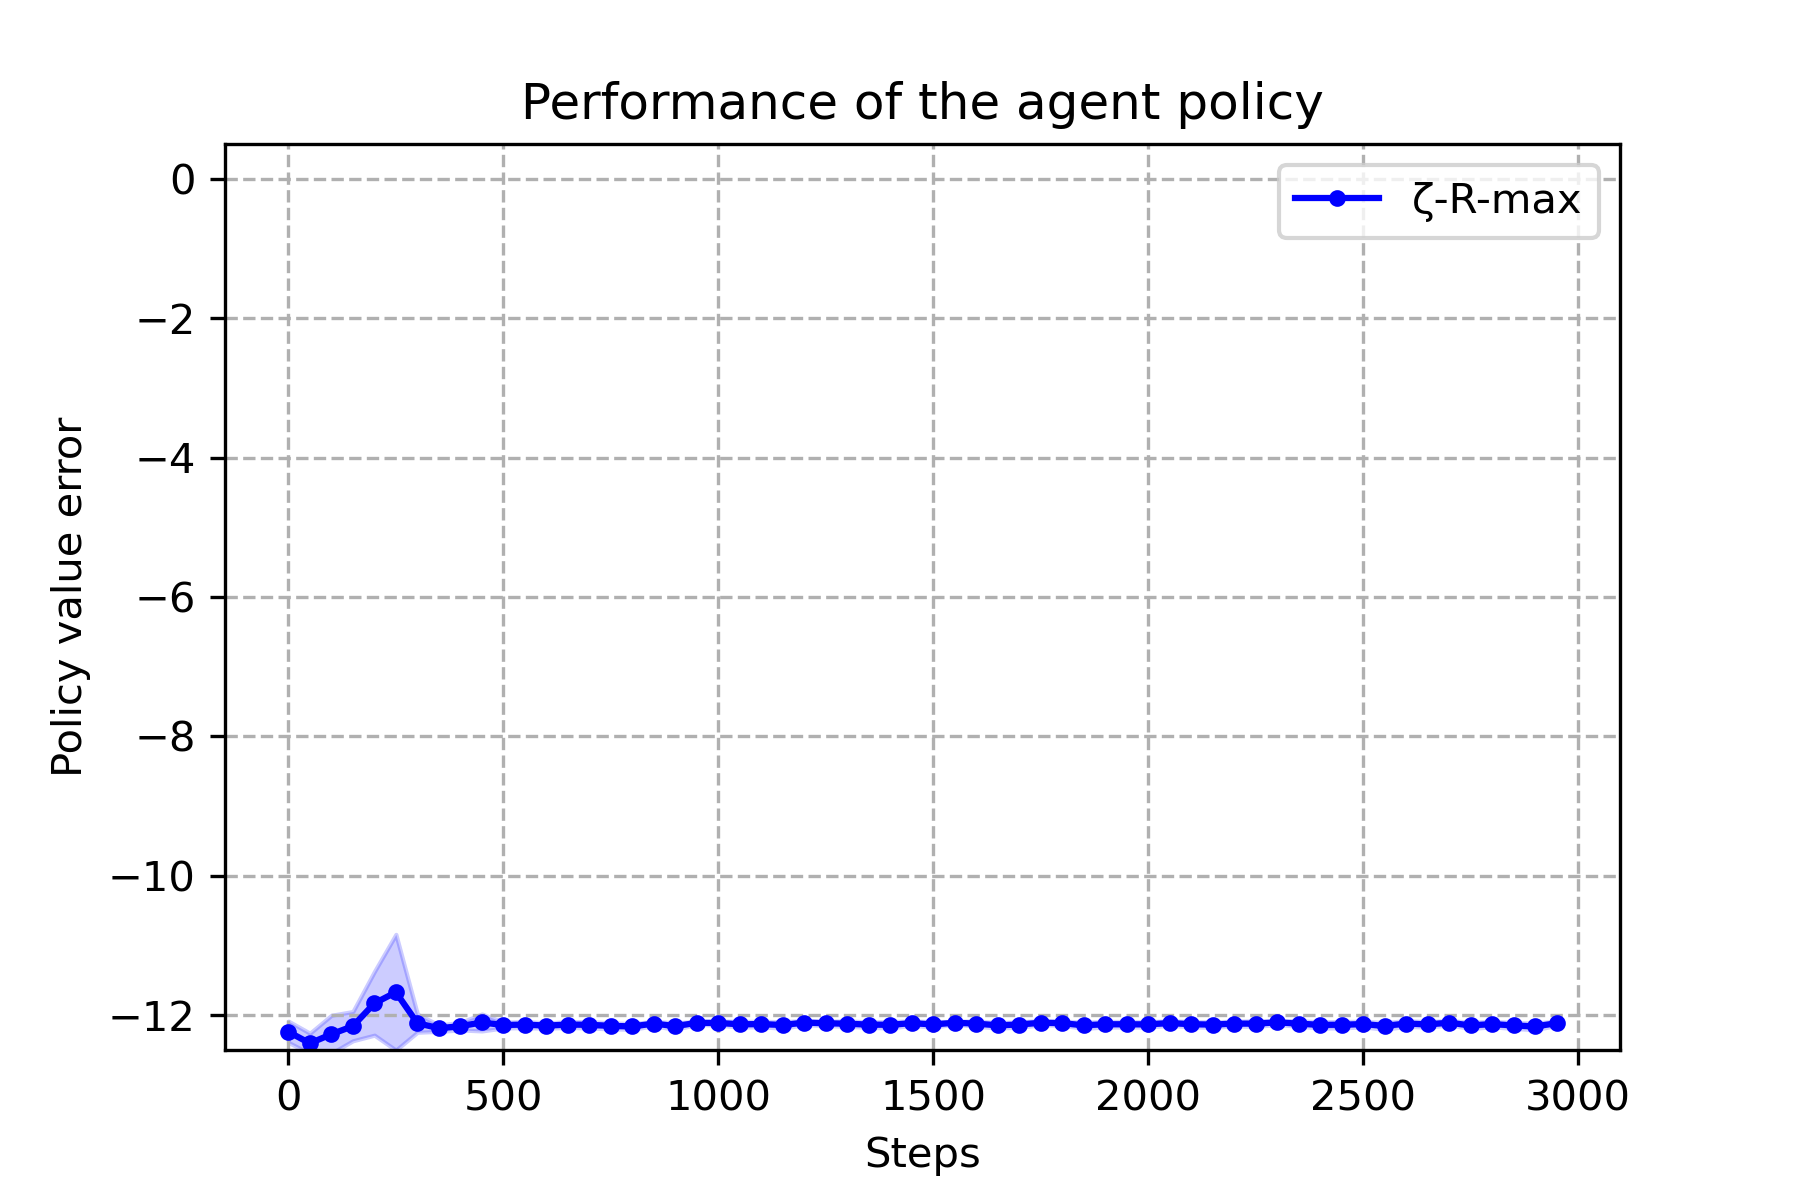 Performance of the agent policy
ζ-R-max
Policy value error
0
−2
−4
−6
−8
−10
−12
0 500 1000 1500 2000 2500 3000
Steps